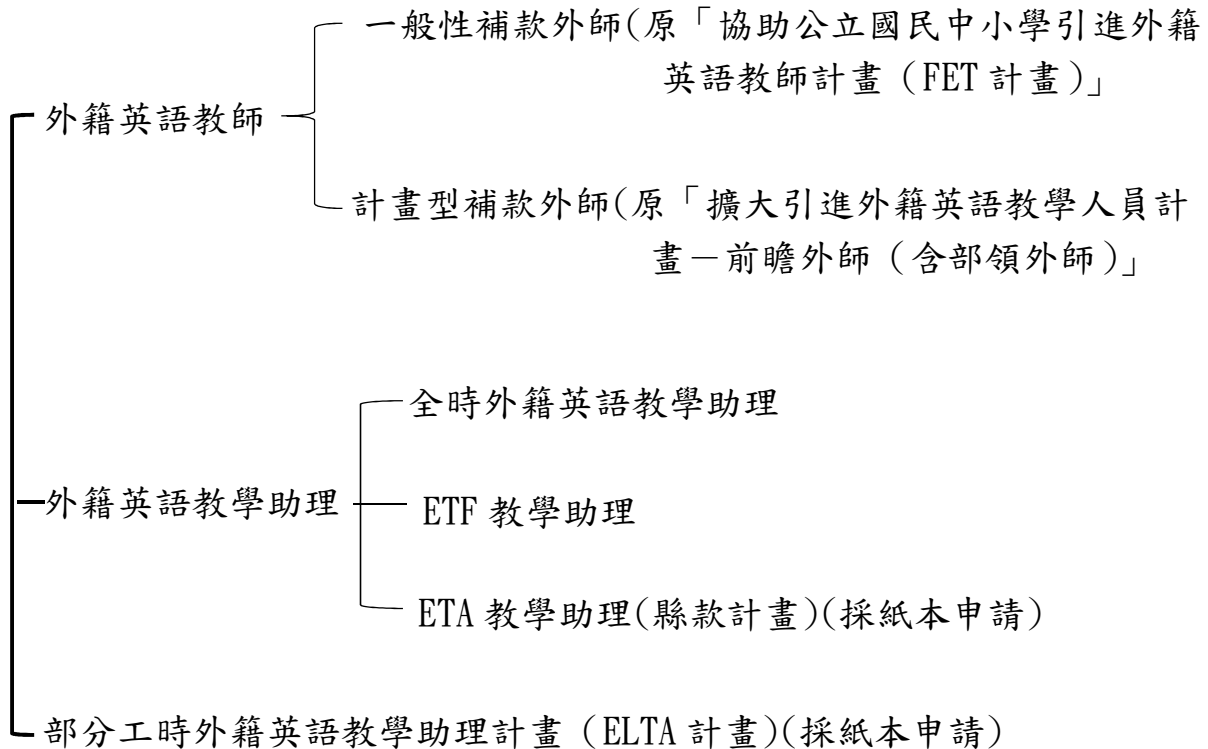 一般性補款外師(原「協助公立國民中小學引進外籍
英語教師計畫（FET 計畫）」
外籍英語教師
計畫型補款外師(原「擴大引進外籍英語教學人員計
畫－前瞻外師（含部領外師）」
全時外籍英語教學助理
外籍英語教學助理
ETF 教學助理
ETA 教學助理(縣款計畫)(採紙本申請)
部分工時外籍英語教學助理計畫（ELTA 計畫)(採紙本申請)